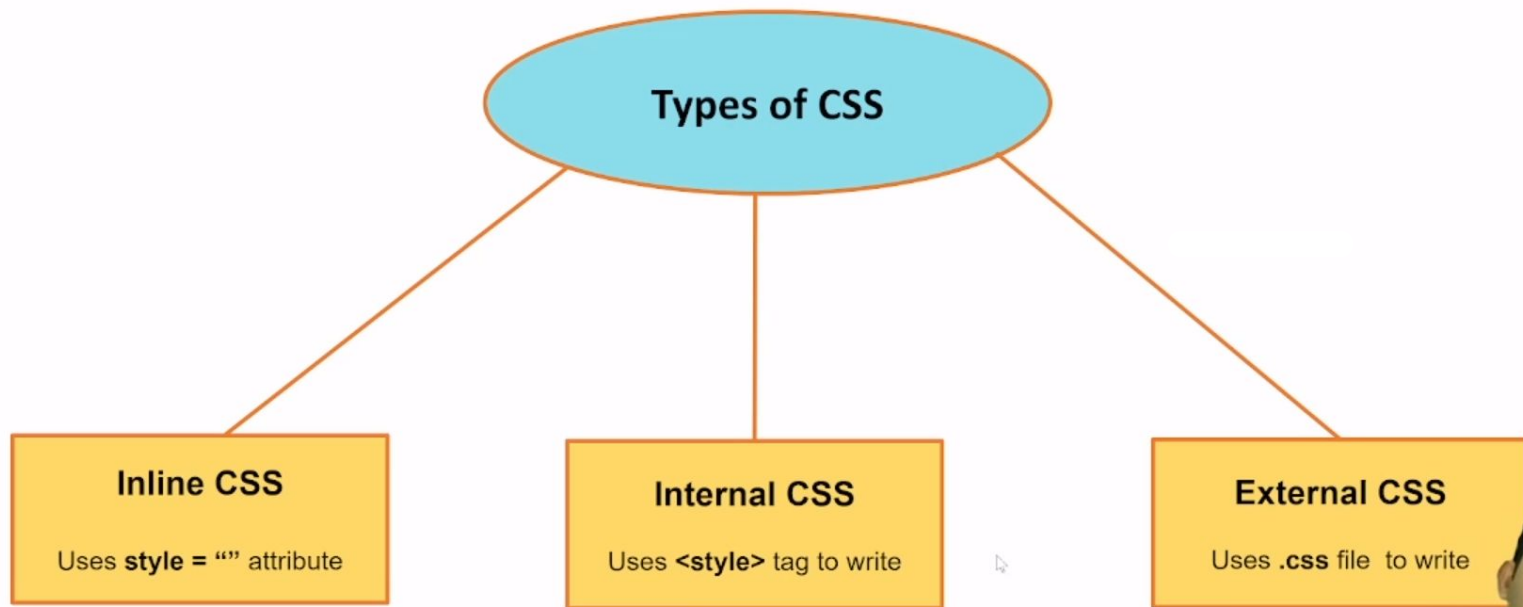 Types of CSS
Inline CSS
Uses style = “” attribute
Internal CSS
Uses <style> tag to write
External CSS
Uses .css file  to write